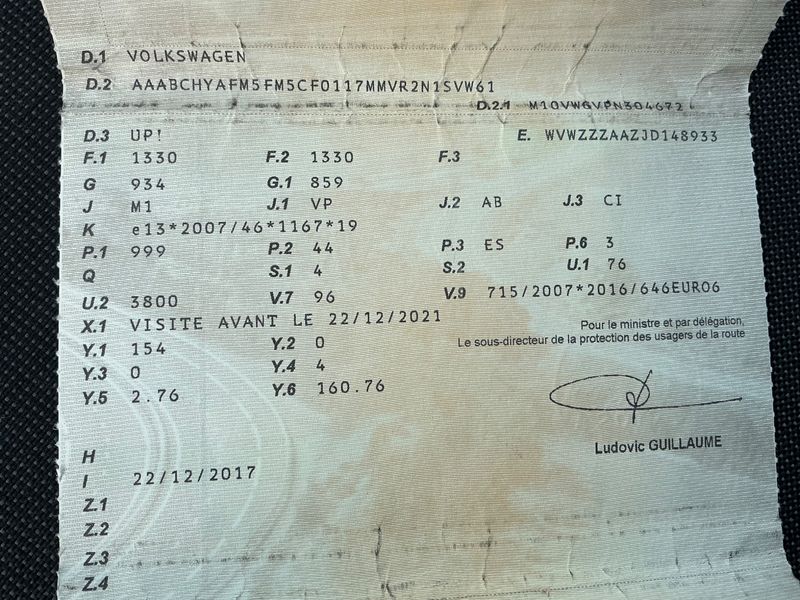 D.1 VOLKSWAGEN
D.2 AAABCHYAFM5FM5CF0117MMVR2N1SVW61
D.2.1 M10VWGVPN304672
D.3 UP! E. WVWZZZAAZJD148933
F.1 1330 F.2 1330 F.3
G 934 G.1 859
J M1 J.1 VP J.2 AB J.3 CI
K e13*2007/46*1167*19
P.1 999 P.2 44 P.3 ES P.6 3
Q S.1 4 S.2 U.1 76
U.2 3800 V.7 96 V.9 715/2007*2016/646EURO6
X.1 VISITE AVANT LE 22/12/2021
Pour le ministre et par délégation,
Y.1 154 Y.2 0 Le sous-directeur de la protection des usagers de la route
Y.3 0 Y.4 4
Y.5 2.76 Y.6 160.76
Ludovic GUILLAUME
H
I 22/12/2017
Z.1
Z.2
Z.3
Z.4